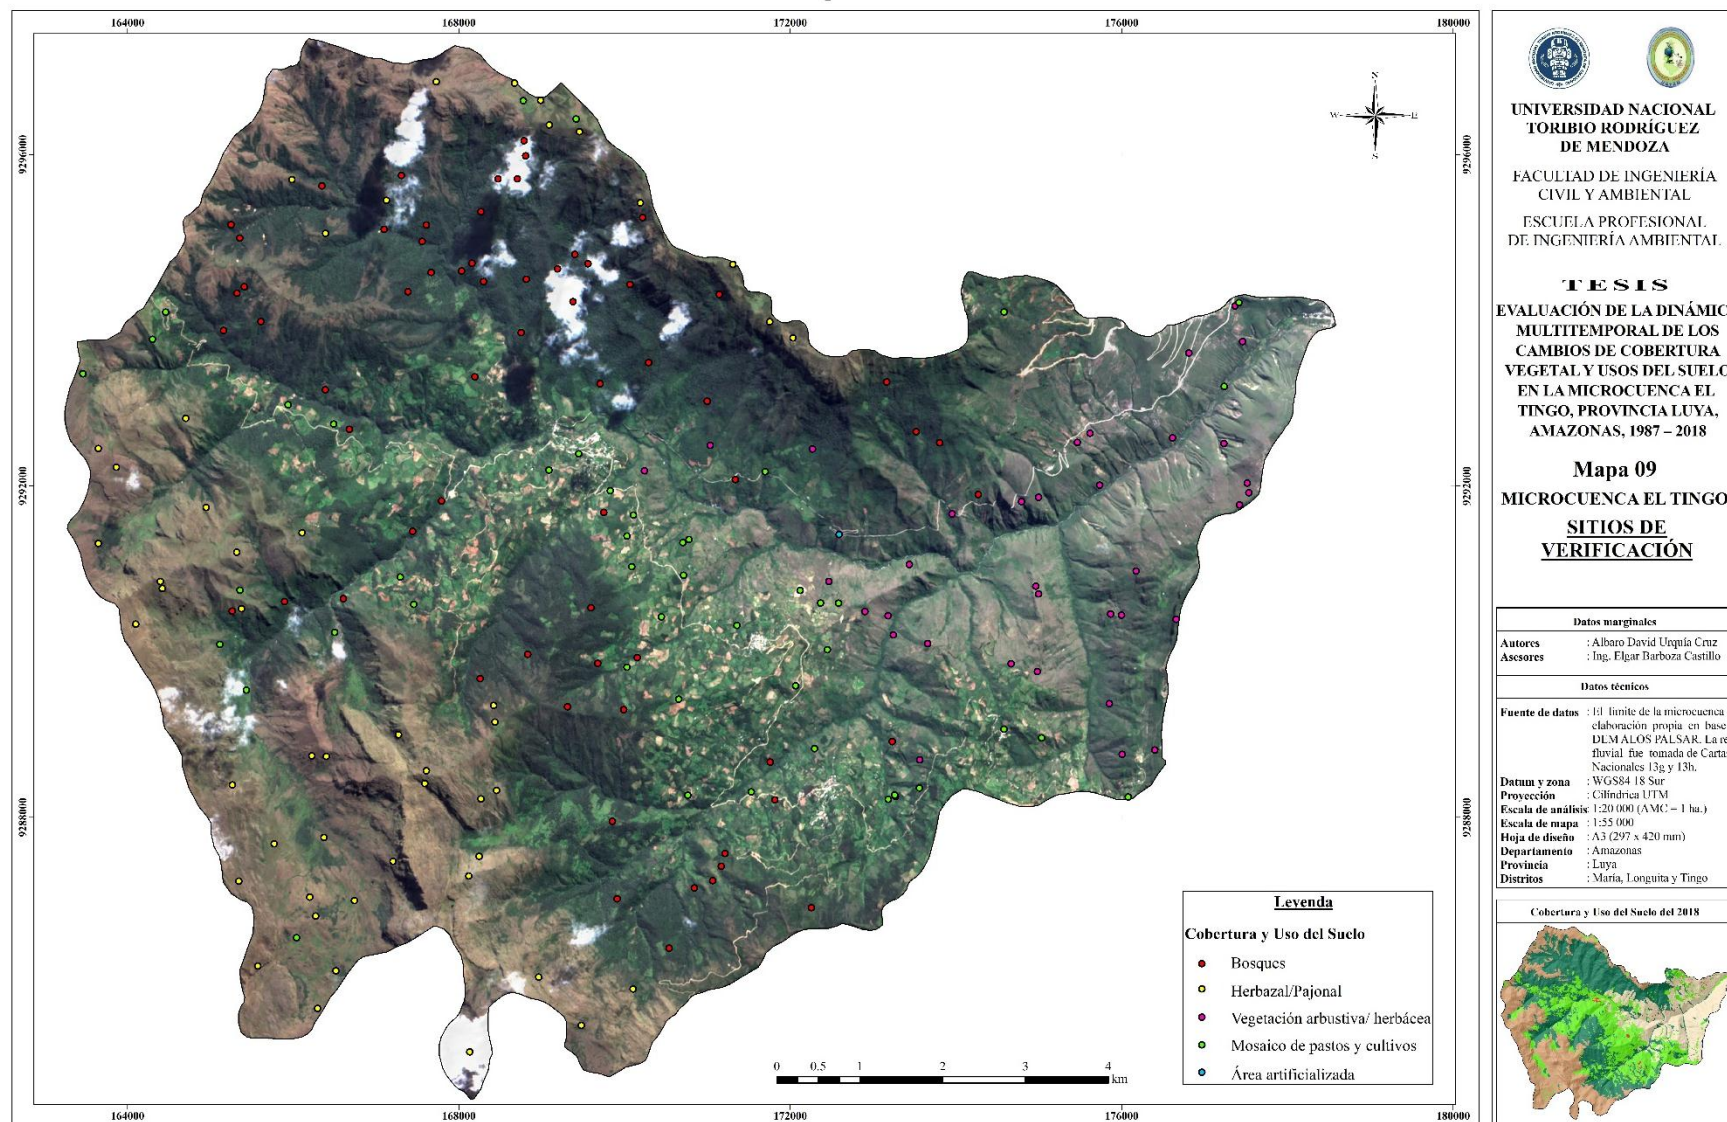 164000
168000
172000
176000
180000
9296000
9292000
9288000
9296000
9292000
9288000
164000
168000
172000
176000
180000
N
W
E
S
0
0.5
1
2
3
4
km
Leyenda
Cobertura y Uso del Suelo
Bosques
Herbazal/Pajonal
Vegetación arbustiva/ herbácea
Mosaico de pastos y cultivos
Área artificializada
UNIVERSIDAD NACIONAL
TORIBIO RODRÍGUEZ
DE MENDOZA
FACULTAD DE INGENIERÍA
CIVIL Y AMBIENTAL
ESCUELA PROFESIONAL
DE INGENIERÍA AMBIENTAL
TESIS
EVALUACIÓN DE LA DINÁMIC
MULTITEMPORAL DE LOS
CAMBIOS DE COBERTURA
VEGETAL Y USOS DEL SUELO
EN LA MICROCUENCA EL
TINGO, PROVINCIA LUYA,
AMAZONAS, 1987 – 2018
Mapa 09
MICROCUENCA EL TINGO
SITIOS DE
VERIFICACIÓN
Datos marginales
Autores : Albaro David Urquía Cruz
Asesores : Ing. Elgar Barboza Castillo
Datos técnicos
Fuente de datos : El límite de la microcuenca
elaboración propia en base
DEM ALOS PALSAR. La re
fluvial fue tomada de Carta
Nacionales 13g y 13h.
Datum y zona : WGS84 18 Sur
Proyección : Cilíndrica UTM
Escala de análisis: 1:20 000 (AMC = 1 ha.)
Escala de mapa : 1:55 000
Hoja de diseño : A3 (297 x 420 mm)
Departamento : Amazonas
Provincia : Luya
Distritos : María, Longuita y Tingo
Cobertura y Uso del Suelo del 2018